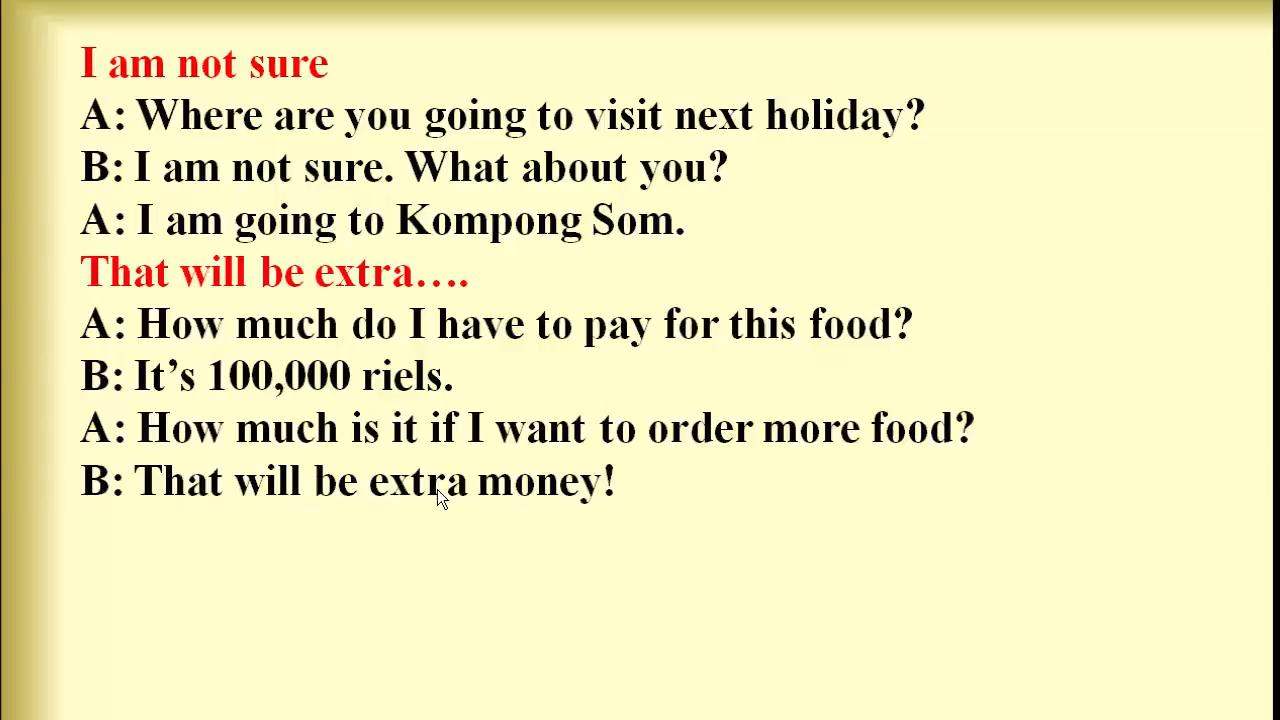 I am not sure
A: Where are you going to visit next holiday?
B: I am not sure. What about you?
A: I am going to Kompong Som.
That will be extra….
A: How much do I have to pay for this food?
B: It’s 100,000 riels.
A: How much is it if I want to order more food?
B: That will be extra money!